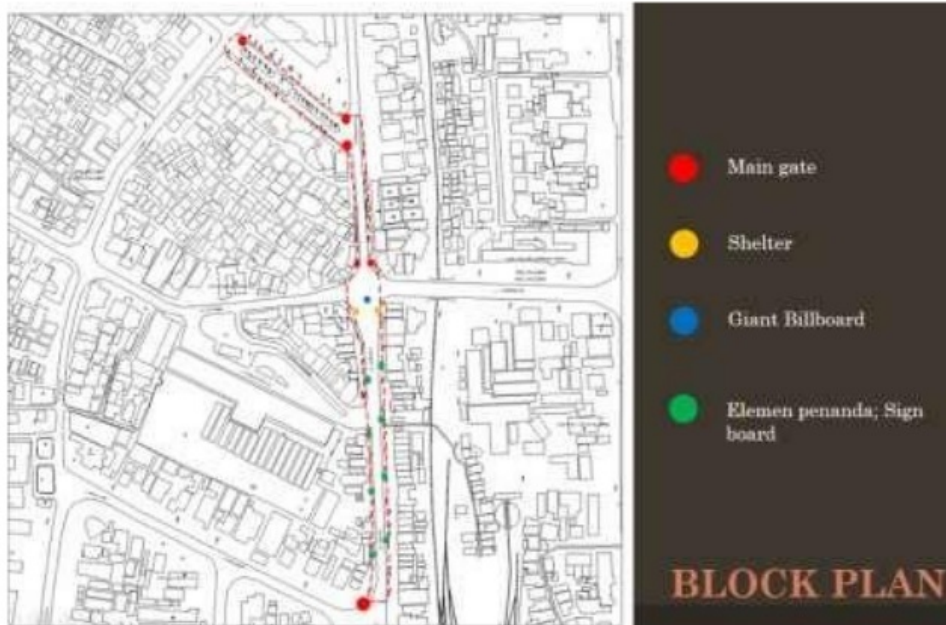 Main gate
Shelter
Giant Billboard
Elemen penanda; Sign
board
BLOCK PLAN